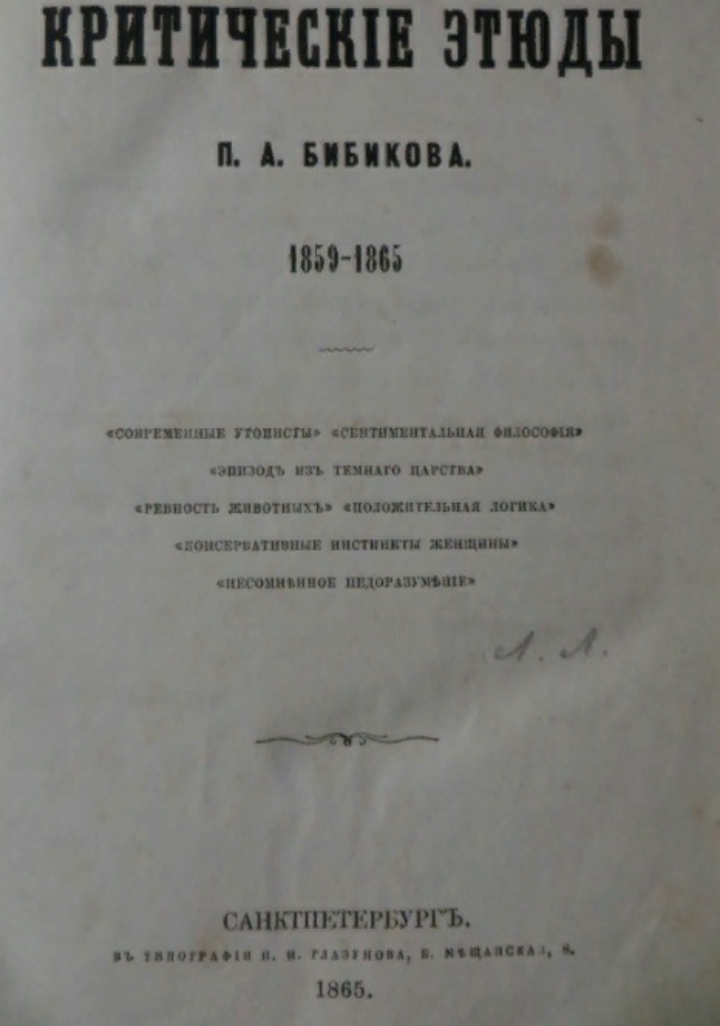 КРИТИЧЕСКІЕ ЭТЮДЫ
П. А. БИБИКОВА.
1859-1865
«СОВРЕМЕННЫЕ УТОПИСТЫ» «СЕНТИМЕНТАЛЬНАЯ ФИЛОСОФІЯ»
«ЭПИЗОДЪ ИЗЪ ТЕМНАГО ЦАРСТВА»
«РЕВНОСТЬ ЖИВОТНЫХЪ» «ПОЛОЖИТЕЛЬНАЯ ЛОГИКА»
«КОНСЕРВАТИВНЫЕ ИНСТИНКТЫ ЖЕНЩИНЫ»
«НЕСОМНѢННОЕ НЕДОРАЗУМѢНІЕ»
Л. Л.
САНКТПЕТЕРБУРГЪ.
ВЪ ТИПОГРАФІИ И. И. ГЛАЗУНОВА, Б. МѢЩАНСКАЯ, 8.
1865.